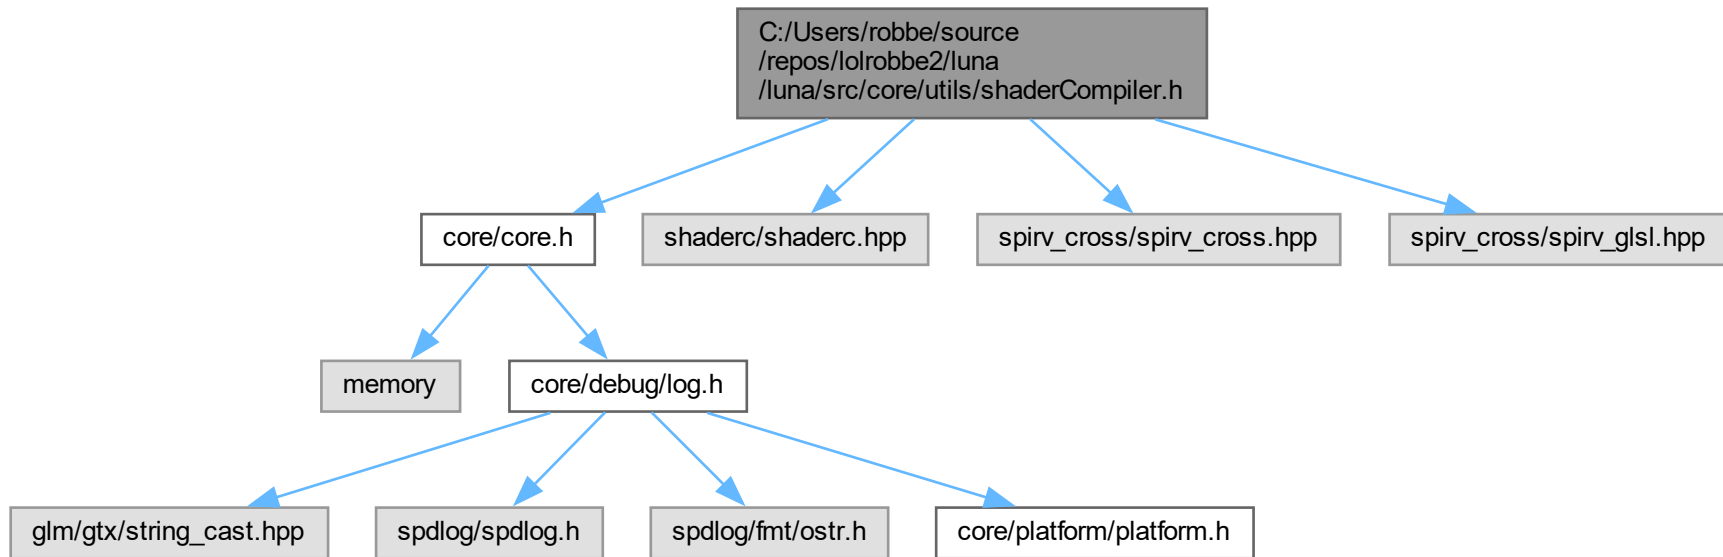 C:/Users/robbe/source
/repos/lolrobbe2/luna
/luna/src/core/utils/shaderCompiler.h
core/core.h
shaderc/shaderc.hpp
spirv_cross/spirv_cross.hpp
spirv_cross/spirv_glsl.hpp
memory
core/debug/log.h
glm/gtx/string_cast.hpp
spdlog/spdlog.h
spdlog/fmt/ostr.h
core/platform/platform.h